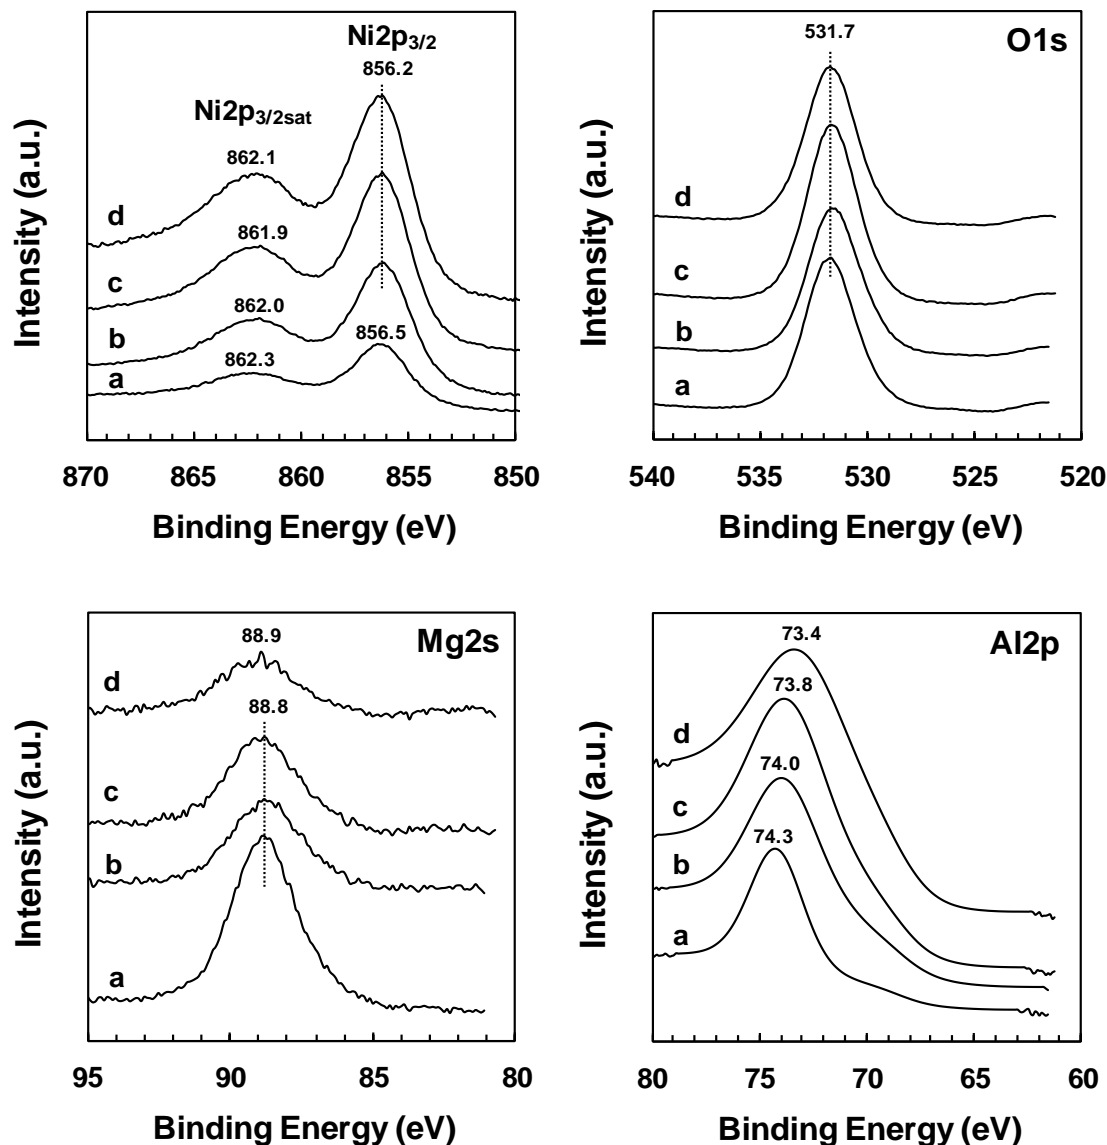 Ni2p3/2
856.2
Ni2p3/2sat
862.1
d
861.9
c
862.0
b
856.5
862.3
a
870 865 860 855 850
Binding Energy (eV)
Intensity (a.u.)
531.7
O1s
d
c
b
a
540 535 530 525 520
Binding Energy (eV)
Intensity (a.u.)
88.9
Mg2s
d
88.8
c
b
a
95 90 85 80
Binding Energy (eV)
Intensity (a.u.)
73.4
Al2p
73.8
d
74.0
c
74.3
b
a
80 75 70 65 60
Binding Energy (eV)
Intensity (a.u.)